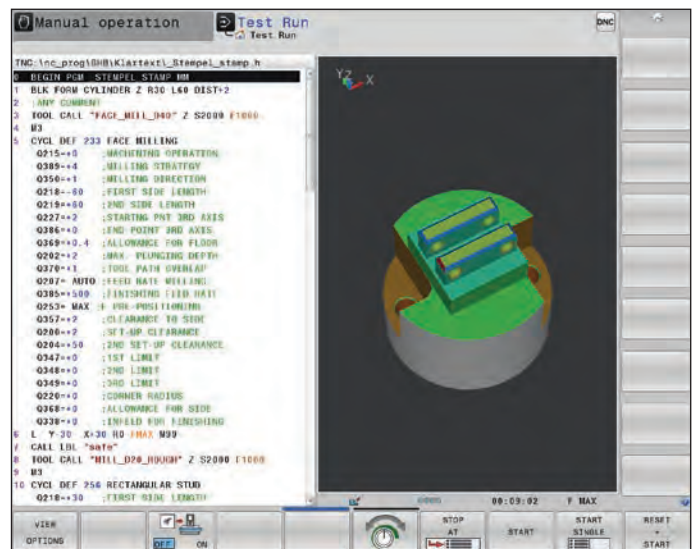 Manual operation
Test Run
Test Run
DNC
TNC:\nc_prog\BHB\Klartext\_Stempel_stamp.h
0 BEGIN PGM _STEMPEL_STAMP MM
1 BLK FORM CYLINDER Z R30 L60 DIST+2
2 ;ANY COMMENT
3 TOOL CALL "FACE_MILL_D40" Z S2000 F1000
4 M3
5 CYCL DEF 233 FACE MILLING
Q215=+0 ;MACHINING OPERATION
Q389=+4 ;MILLING STRATEGY
Q350=+1 ;MILLING DIRECTION
Q218=-60 ;FIRST SIDE LENGTH
Q219=+60 ;2ND SIDE LENGTH
Q227=+2 ;STARTNG PNT 3RD AXIS
Q386=+0 ;END POINT 3RD AXIS
Q369=+0.4 ;ALLOWANCE FOR FLOOR
Q202=+2 ;MAX. PLUNGING DEPTH
Q370=+1 ;TOOL PATH OVERLAP
Q207= AUTO ;FEED RATE MILLING
Q385=+500 ;FINISHING FEED RATE
Q253= MAX ;F PRE-POSITIONING
Q357=+2 ;CLEARANCE TO SIDE
Q200=+2 ;SET-UP CLEARANCE
Q204=+50 ;2ND SET-UP CLEARANCE
Q347=+0 ;1ST LIMIT
Q348=+0 ;2ND LIMIT
Q349=+0 ;3RD LIMIT
Q220=+0 ;CORNER RADIUS
Q368=+0 ;ALLOWANCE FOR SIDE
Q338=+0 ;INFEED FOR FINISHING
6 L Y-30 X+30 R0 FMAX M99
7 CALL LBL "safe"
8 TOOL CALL "MILL_D20_ROUGH" Z S2000 F1000
9 M3
10 CYCL DEF 256 RECTANGULAR STUD
Q218=+30 ;FIRST SIDE LENGTH
Y Z X
00:09:02 F MAX
VIEW
OPTIONS
OFF ON
STOP
AT
START
START
SINGLE
RESET
+
START